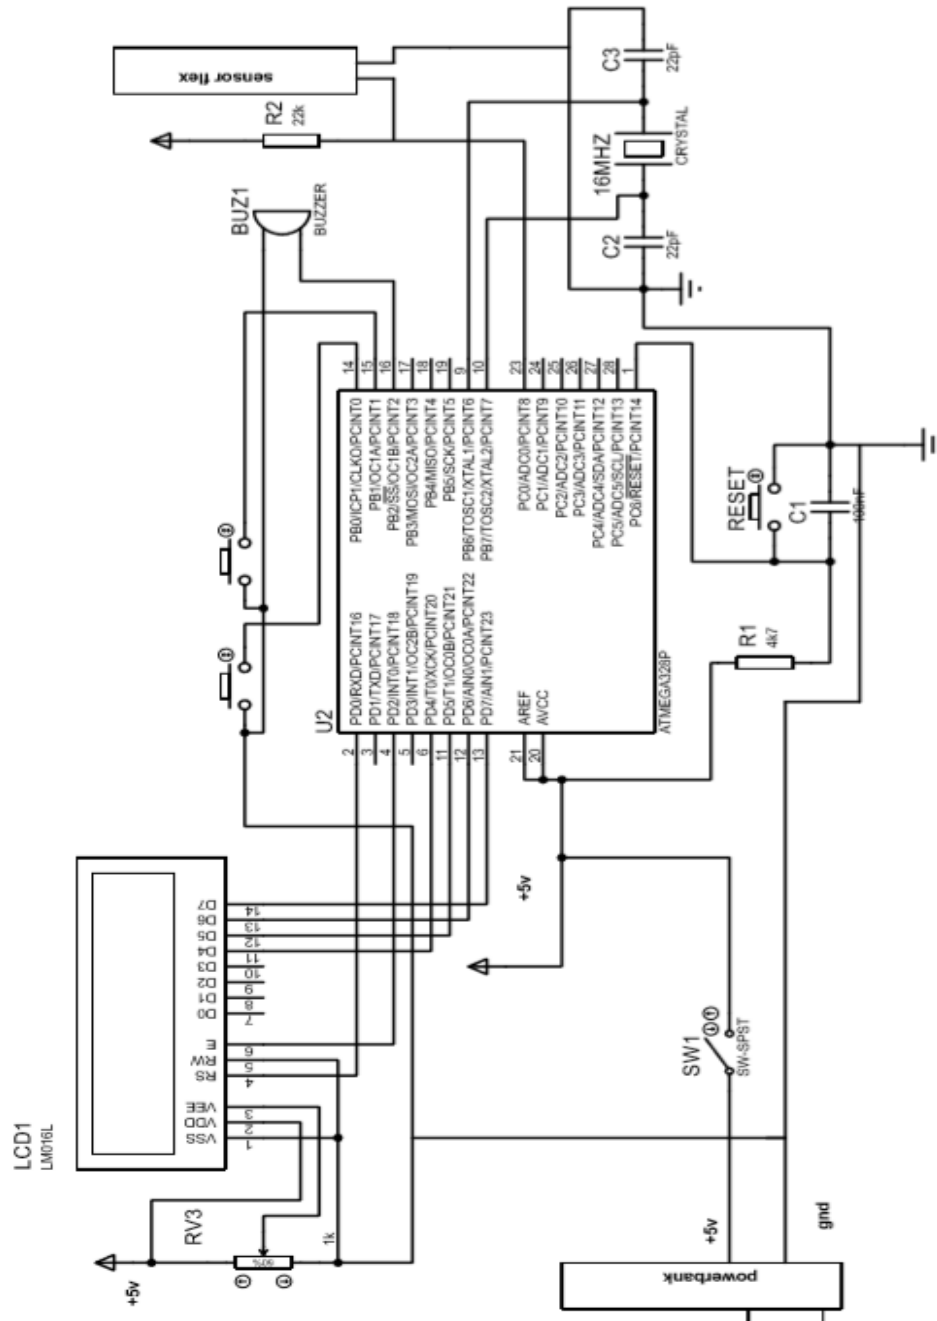 LCD1
LM016L
VSS
VDD
VEE
RS
RW
E
D0
D1
D2
D3
D4
D5
D6
D7
1
2
3
4
5
6
7
8
9
10
11
12
13
14
+5v
RV3
1k
powerbank
+5v
gnd
SW1
SW-SPST
+5v
U2
ATMEGA328P
2
3
4
5
6
11
12
13
21
20
PD0/RXD/PCINT16
PD1/TXD/PCINT17
PD2/INT0/PCINT18
PD3/INT1/OC2B/PCINT19
PD4/T0/XCK/PCINT20
PD5/T1/OC0B/PCINT21
PD6/AIN0/OC0A/PCINT22
PD7/AIN1/PCINT23
AREF
AVCC
PB0/ICP1/CLKO/PCINT0
PB1/OC1A/PCINT1
PB2/SS/OC1B/PCINT2
PB3/MOSI/OC2A/PCINT3
PB4/MISO/PCINT4
PB5/SCK/PCINT5
PB6/TOSC1/XTAL1/PCINT6
PB7/TOSC2/XTAL2/PCINT7
PC0/ADC0/PCINT8
PC1/ADC1/PCINT9
PC2/ADC2/PCINT10
PC3/ADC3/PCINT11
PC4/ADC4/SDA/PCINT12
PC5/ADC5/SCL/PCINT13
PC6/RESET/PCINT14
14
15
16
17
18
19
9
10
23
24
25
26
27
28
1
R1
4k7
RESET
C1
100nF
BUZ1
BUZZER
R2
22k
sensor flex
C2
22pF
16MHZ
CRYSTAL
C3
22pF